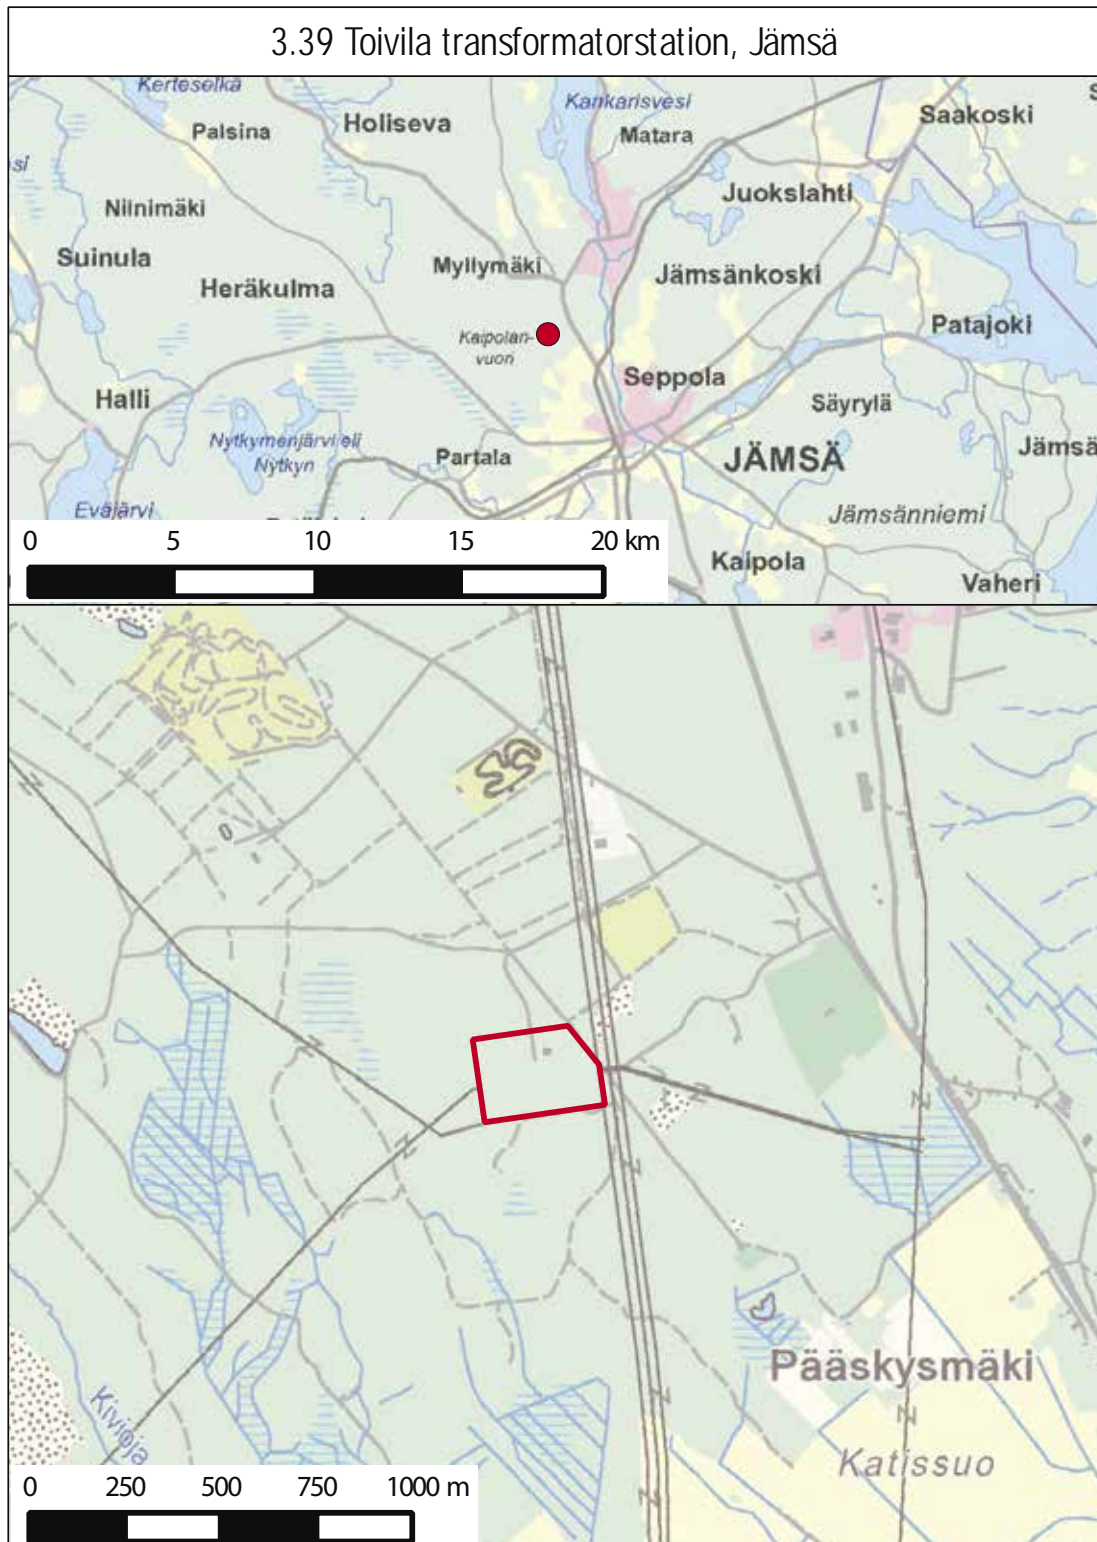 3.39 Toivila transformatorstation, Jämsä
Kerteselkä
Palsina
Holiseva
Kankarisvesi
Matara
Saakoski
Nilnimäki
Juokslahti
Suinula
Heräkulma
Myllymäki
Jämsänkoski
Kaipolan-
vuori
Patajoki
Halli
Seppola
Säyrylä
Nytkymenjärvi eli
Nytkyn
Partala
JÄMSÄ
Jämsä
Eväjärvi
Jämsänniemi
0 5 10 15 20 km
Kaipola
Vaheri
Pääskysmäki
Kivioja
Katissuo
0 250 500 750 1000 m